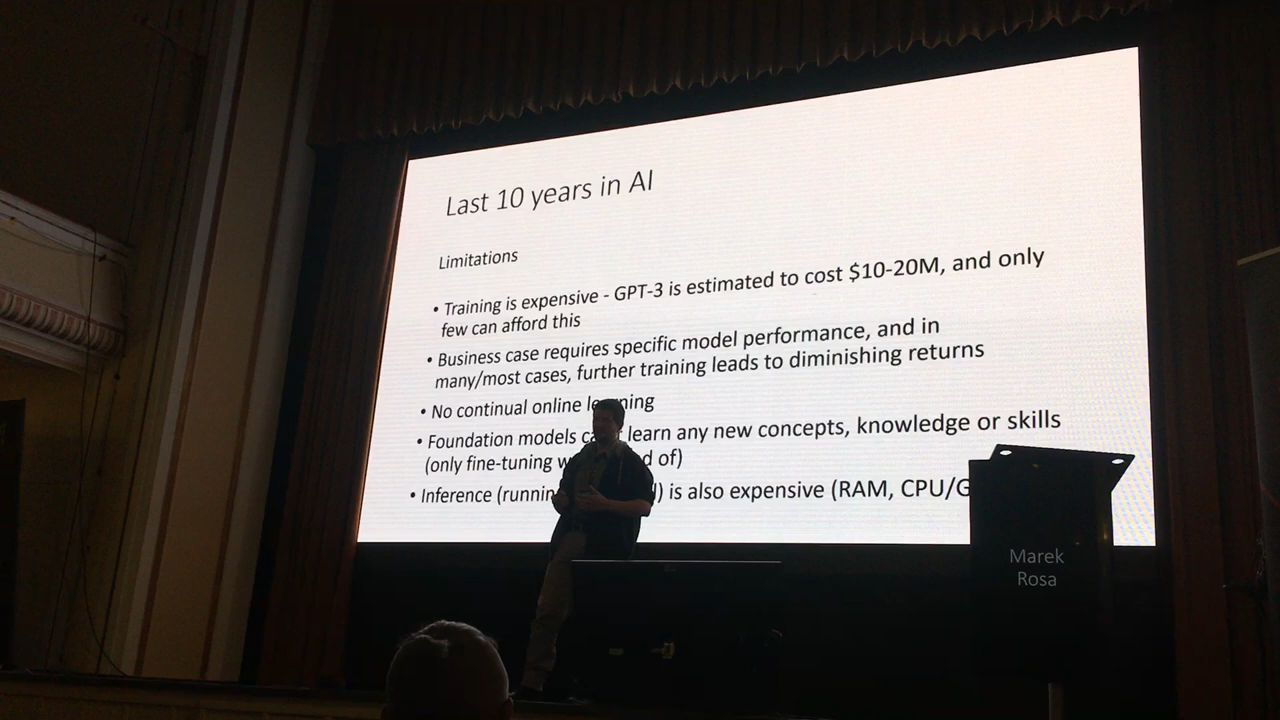 Last 10 years in AI
Limitations
• Training is expensive - GPT-3 is estimated to cost $10-20M, and only
few can afford this
• Business case requires specific model performance, and in
many/most cases, further training leads to diminishing returns
• No continual online learning
• Foundation models learn any new concepts, knowledge or skills
(only fine-tuning of)
• Inference ( is also expensive (RAM,
Marek
Rosa